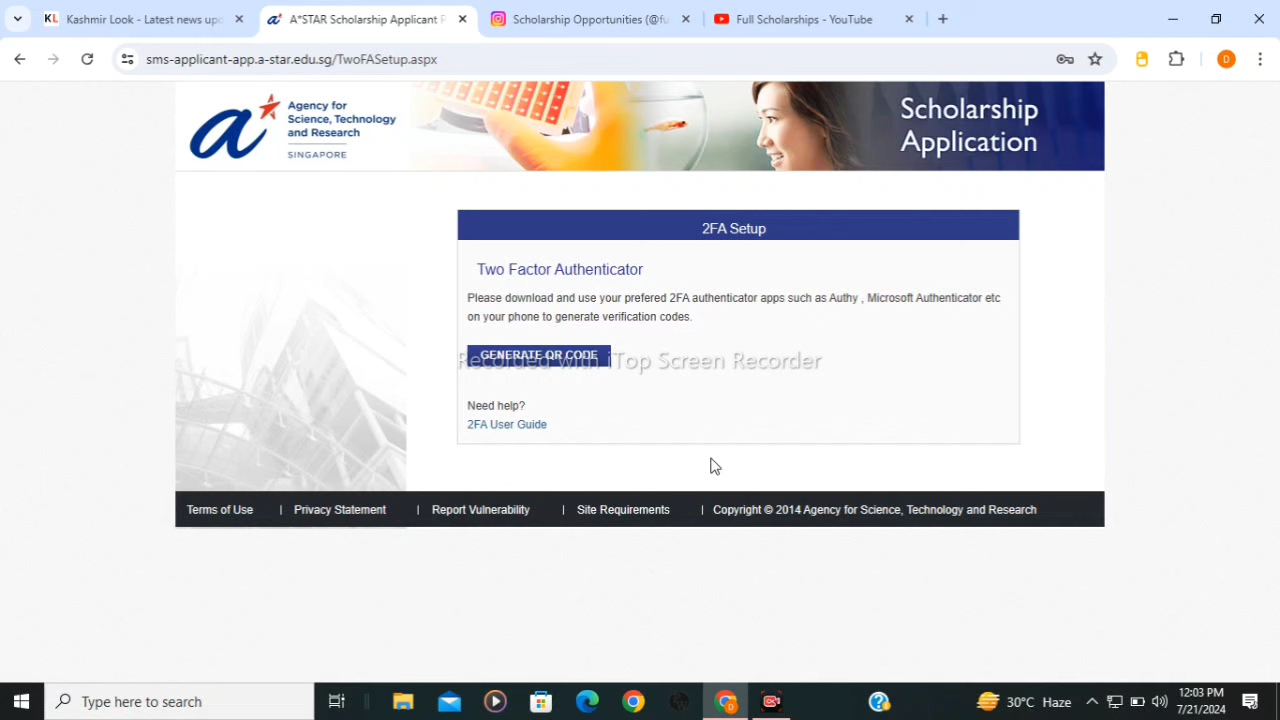 Kashmir Look - Latest news upd
A*STAR Scholarship Applicant P
Scholarship Opportunities (@fu
Full Scholarships - YouTube
sms-applicant-app.a-star.edu.sg/TwoFASetup.aspx
D
Agency for
Science, Technology
and Research
SINGAPORE
Scholarship
Application
2FA Setup
Two Factor Authenticator
Please download and use your prefered 2FA authenticator apps such as Authy , Microsoft Authenticator etc
on your phone to generate verification codes.
GENERATE QR CODE
Recorded with iTop Screen Recorder
Need help?
2FA User Guide
Terms of Use | Privacy Statement | Report Vulnerability | Site Requirements | Copyright © 2014 Agency for Science, Technology and Research
Type here to search
30°C Haze
12:03 PM
7/21/2024